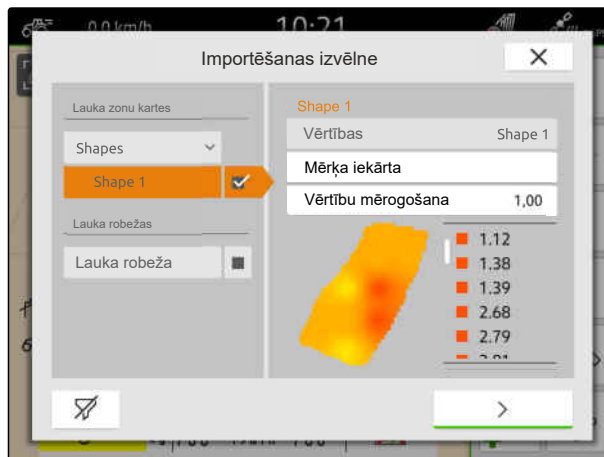 0.0 km/h 10:21
Importēšanas izvēlne
Lauka zonu kartes
Shapes
Shape 1
Lauka robežas
Lauka robeža
Shape 1
Vērtības Shape 1
Mērķa iekārta
Vērtību mērogošana 1,00
1.12
1.38
1.39
2.68
2.79